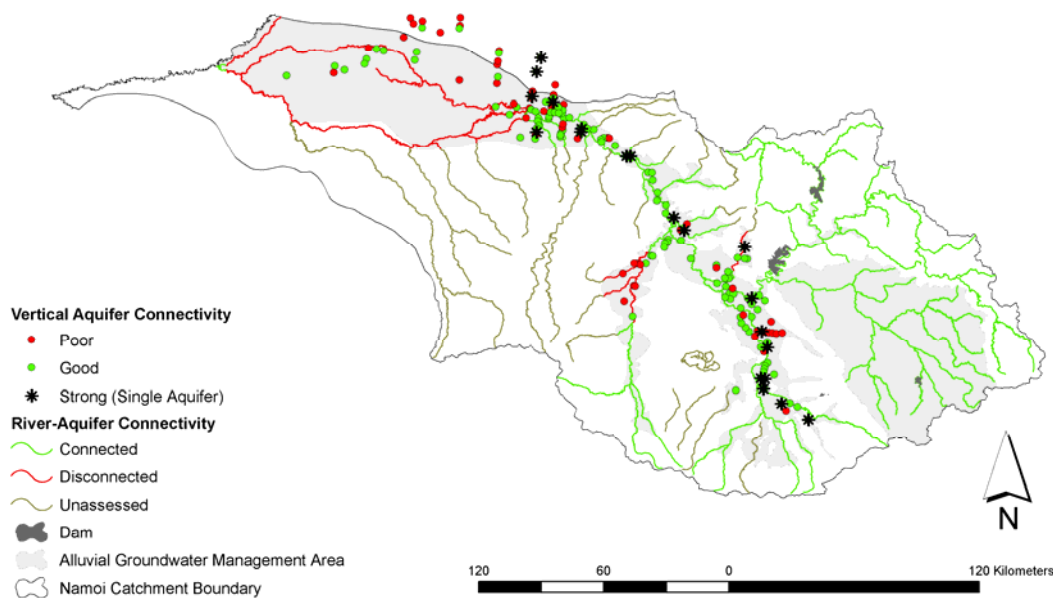 Vertical Aquifer Connectivity
Poor
Good
Strong (Single Aquifer)
River-Aquifer Connectivity
Connected
Disconnected
Unassessed
Dam
Alluvial Groundwater Management Area
Namoi Catchment Boundary
N
120 60 0 120 Kilometers